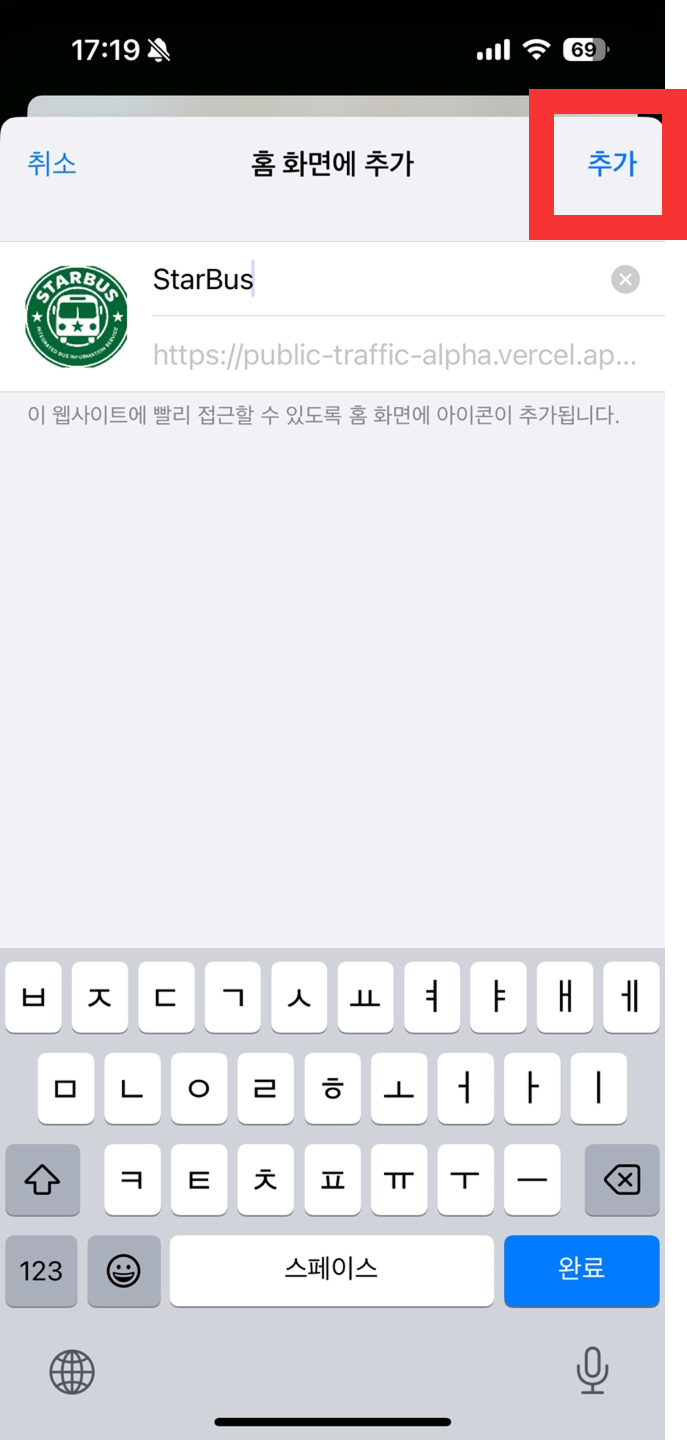 17:19
69
취소
홈 화면에 추가
추가
STARBUS
INTEGRATED BUS INFORMATION SERVICE
StarBus
https://public-traffic-alpha.vercel.ap...
이 웹사이트에 빨리 접근할 수 있도록 홈 화면에 아이콘이 추가됩니다.
ㅂ ㅈ ㄷ ㄱ ㅅ ㅛ ㅕ ㅑ ㅐ ㅔ
ㅁ ㄴ ㅇ ㄹ ㅎ ㅗ ㅓ ㅏ ㅣ
ㅋ ㅌ ㅊ ㅍ ㅠ ㅜ ㅡ
123
스페이스
완료